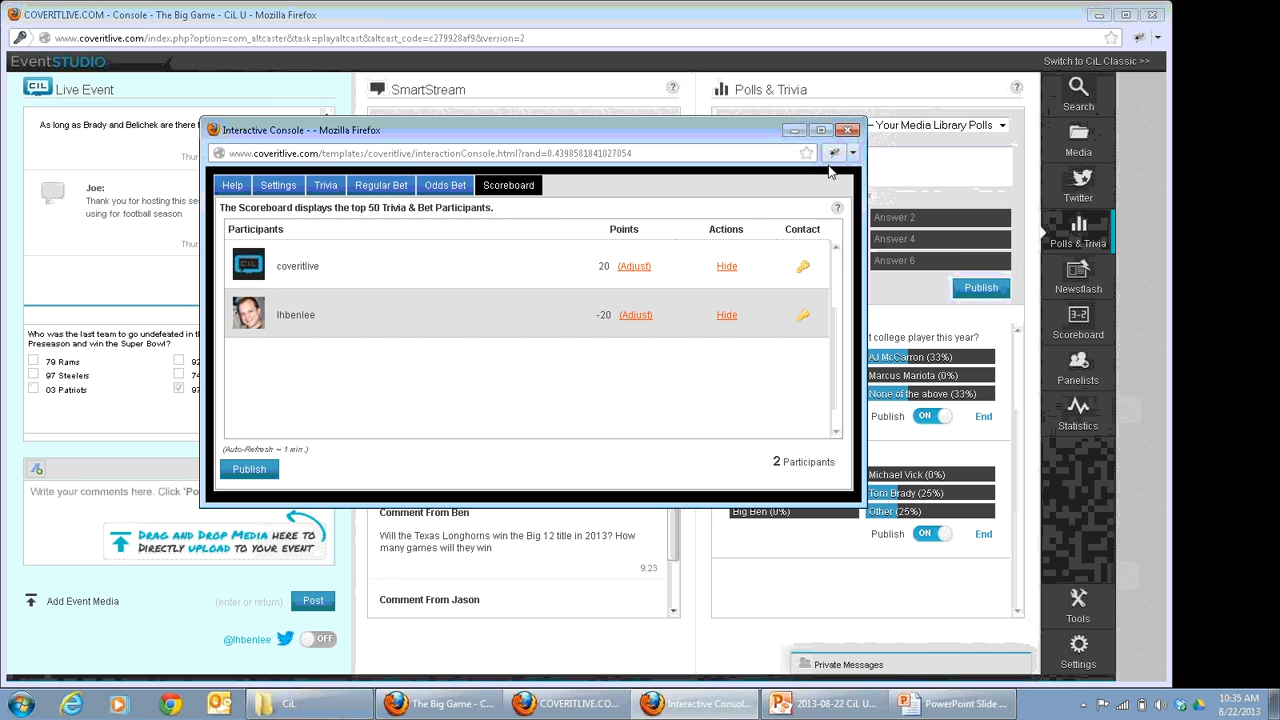 COVERITLIVE.COM - Console - The Big Game - CiL U - Mozilla Firefox
www.coveritlive.com/index.php?option=com_altcaster&task=playaltcast&altcast_code=c279928af9&version=2
EventSTUDIO
Switch to CiL Classic >>
CiL Live Event
SmartStream
?
Polls & Trivia
?
Search
Media
Twitter
Polls & Trivia
Newsflash
3-2
Scoreboard
Panelists
Statistics
Tools
Settings
As long as Brady and Belichek are there
Thur
Joe:
Thank you for hosting this se
using for football season
Thur
Who was the last team to go undefeated in th
Preseason and win the Super Bowl?
79 Rams
97 Steelers
03 Patriots
Write your comments here. Click 'Po
DRAG AND DROP MEDIA HERE TO
DIRECTLY UPLOAD TO YOUR EVENT
Add Event Media
(enter or return)
Post
@lhbenlee
OFF
Interactive Console - - Mozilla Firefox
www.coveritlive.com/templates/coveritlive/interactionConsole.html?rand=0.4398581841027054
Help
Settings
Trivia
Regular Bet
Odds Bet
Scoreboard
The Scoreboard displays the top 50 Trivia & Bet Participants.
?
Participants
Points
Actions
Contact
CiL
coveritlive
20
(Adjust)
Hide
lhbenlee
-20
(Adjust)
Hide
(Auto-Refresh ~ 1 min.)
Publish
2 Participants
Comment From Ben
Will the Texas Longhorns win the Big 12 title in 2013? How
many games will they win
9:23
Comment From Jason
Your Media Library Polls
Answer 2
Answer 4
Answer 6
Publish
t college player this year?
AJ McCarron (33%)
Marcus Mariota (0%)
None of the above (33%)
Publish
ON
End
Michael Vick (0%)
Tom Brady (25%)
Big Ben (0%)
Other (25%)
Publish
ON
End
Private Messages
CiL
The Big Game - C...
COVERITLIVE.CO...
Interactive Consol...
2013-08-22 CiL U...
PowerPoint Slide ...
10:35 AM
8/22/2013